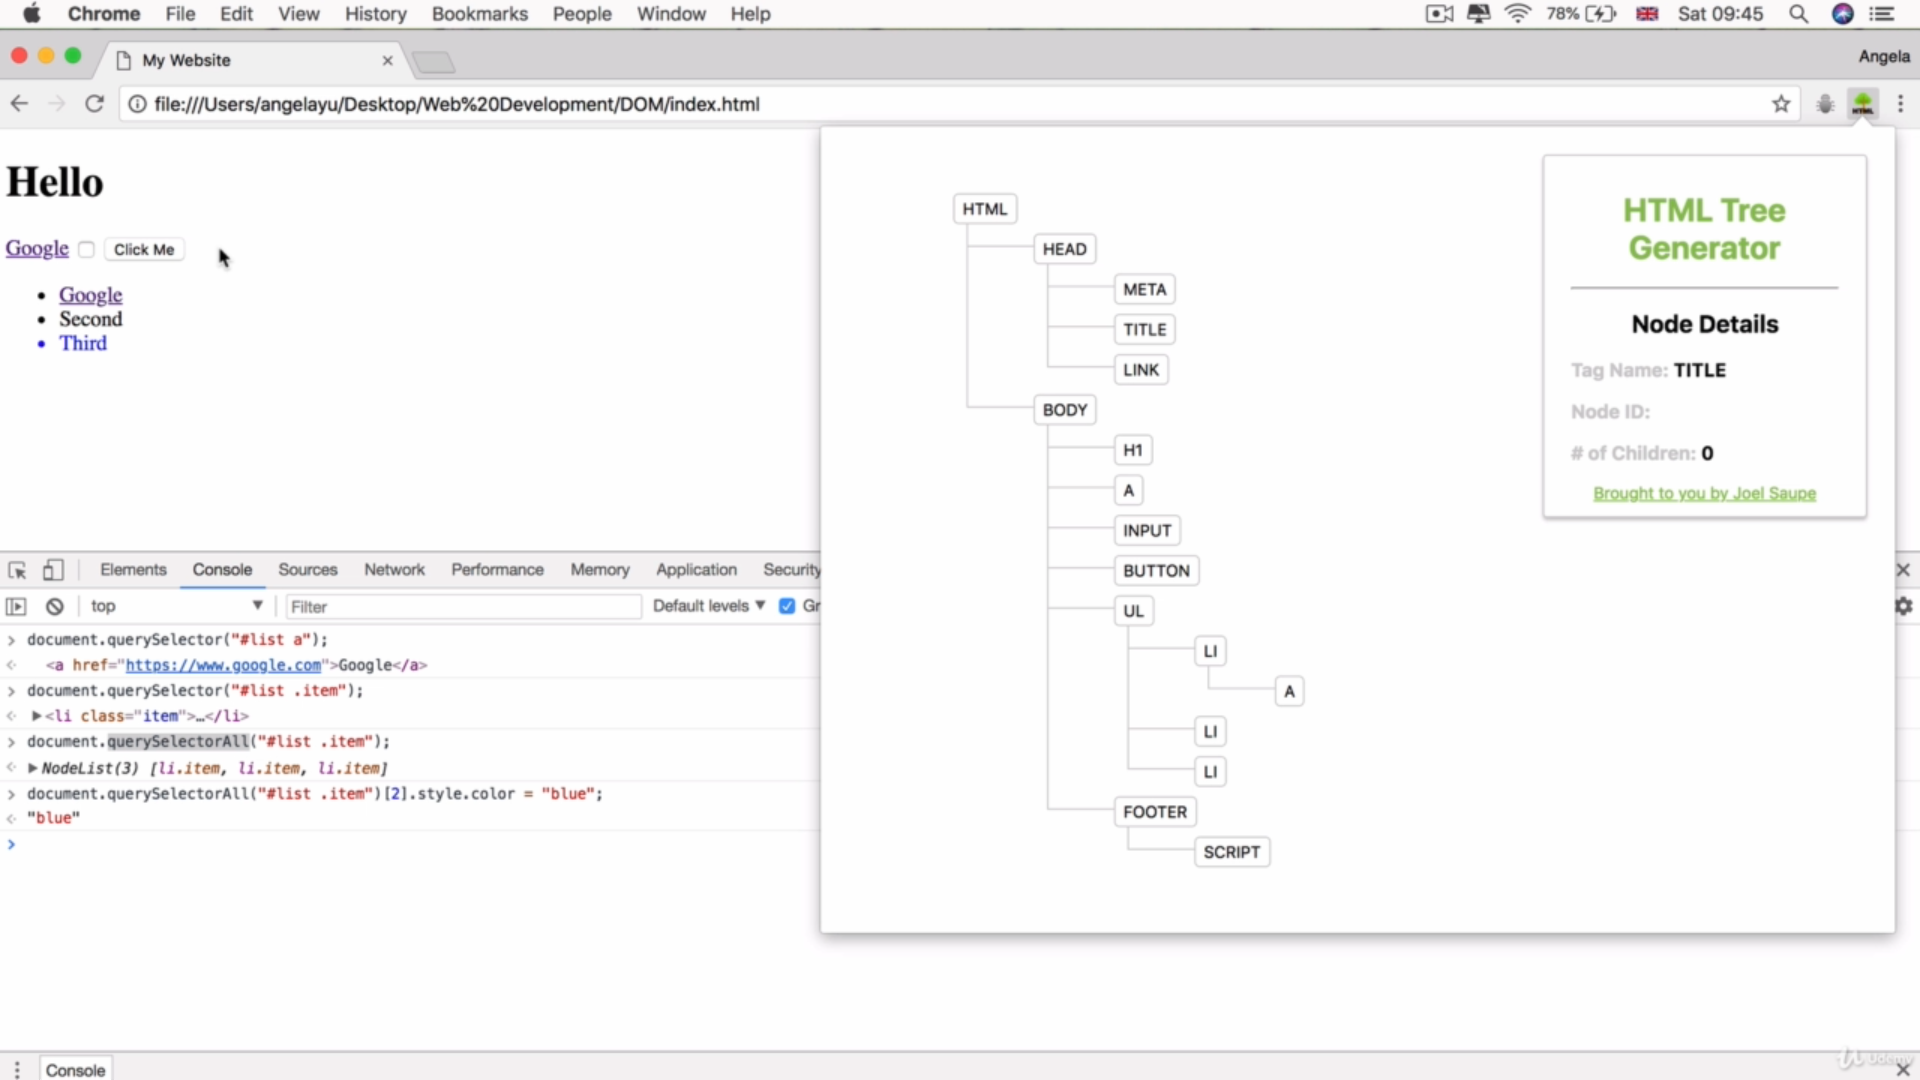 Chrome File Edit View History Bookmarks People Window Help 78% Sat 09:45
My Website Angela
file:///Users/angelayu/Desktop/Web%20Development/DOM/index.html
HTML
Hello
Google Click Me
• Google
• Second
• Third
HTML
HEAD
META
TITLE
LINK
BODY
H1
A
INPUT
BUTTON
UL
LI
A
LI
LI
FOOTER
SCRIPT
HTML Tree
Generator
Node Details
Tag Name: TITLE
Node ID:
# of Children: 0
Brought to you by Joel Saupe
Elements Console Sources Network Performance Memory Application Security
top Filter Default levels Gr
> document.querySelector("#list a");
<a href="https://www.google.com">Google</a>
> document.querySelector("#list .item");
<li class="item">…</li>
> document.querySelectorAll("#list .item");
NodeList(3) [li.item, li.item, li.item]
> document.querySelectorAll("#list .item")[2].style.color = "blue";
"blue"
>
Console
Udemy